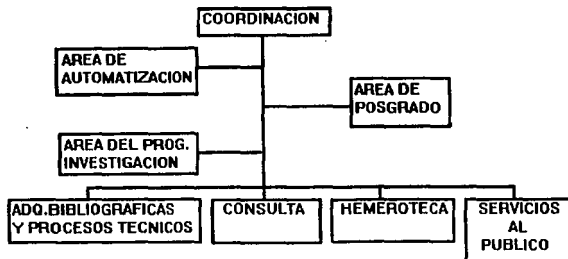 COORDINACION
AREA DE
AUTOMATIZACION
AREA DE
POSGRADO
AREA DEL PROG.
INVESTIGACION
ADQ.BIBLIOGRAFICAS
Y PROCESOS TECNICOS
CONSULTA
HEMEROTECA
SERVICIOS
AL
PUBLICO